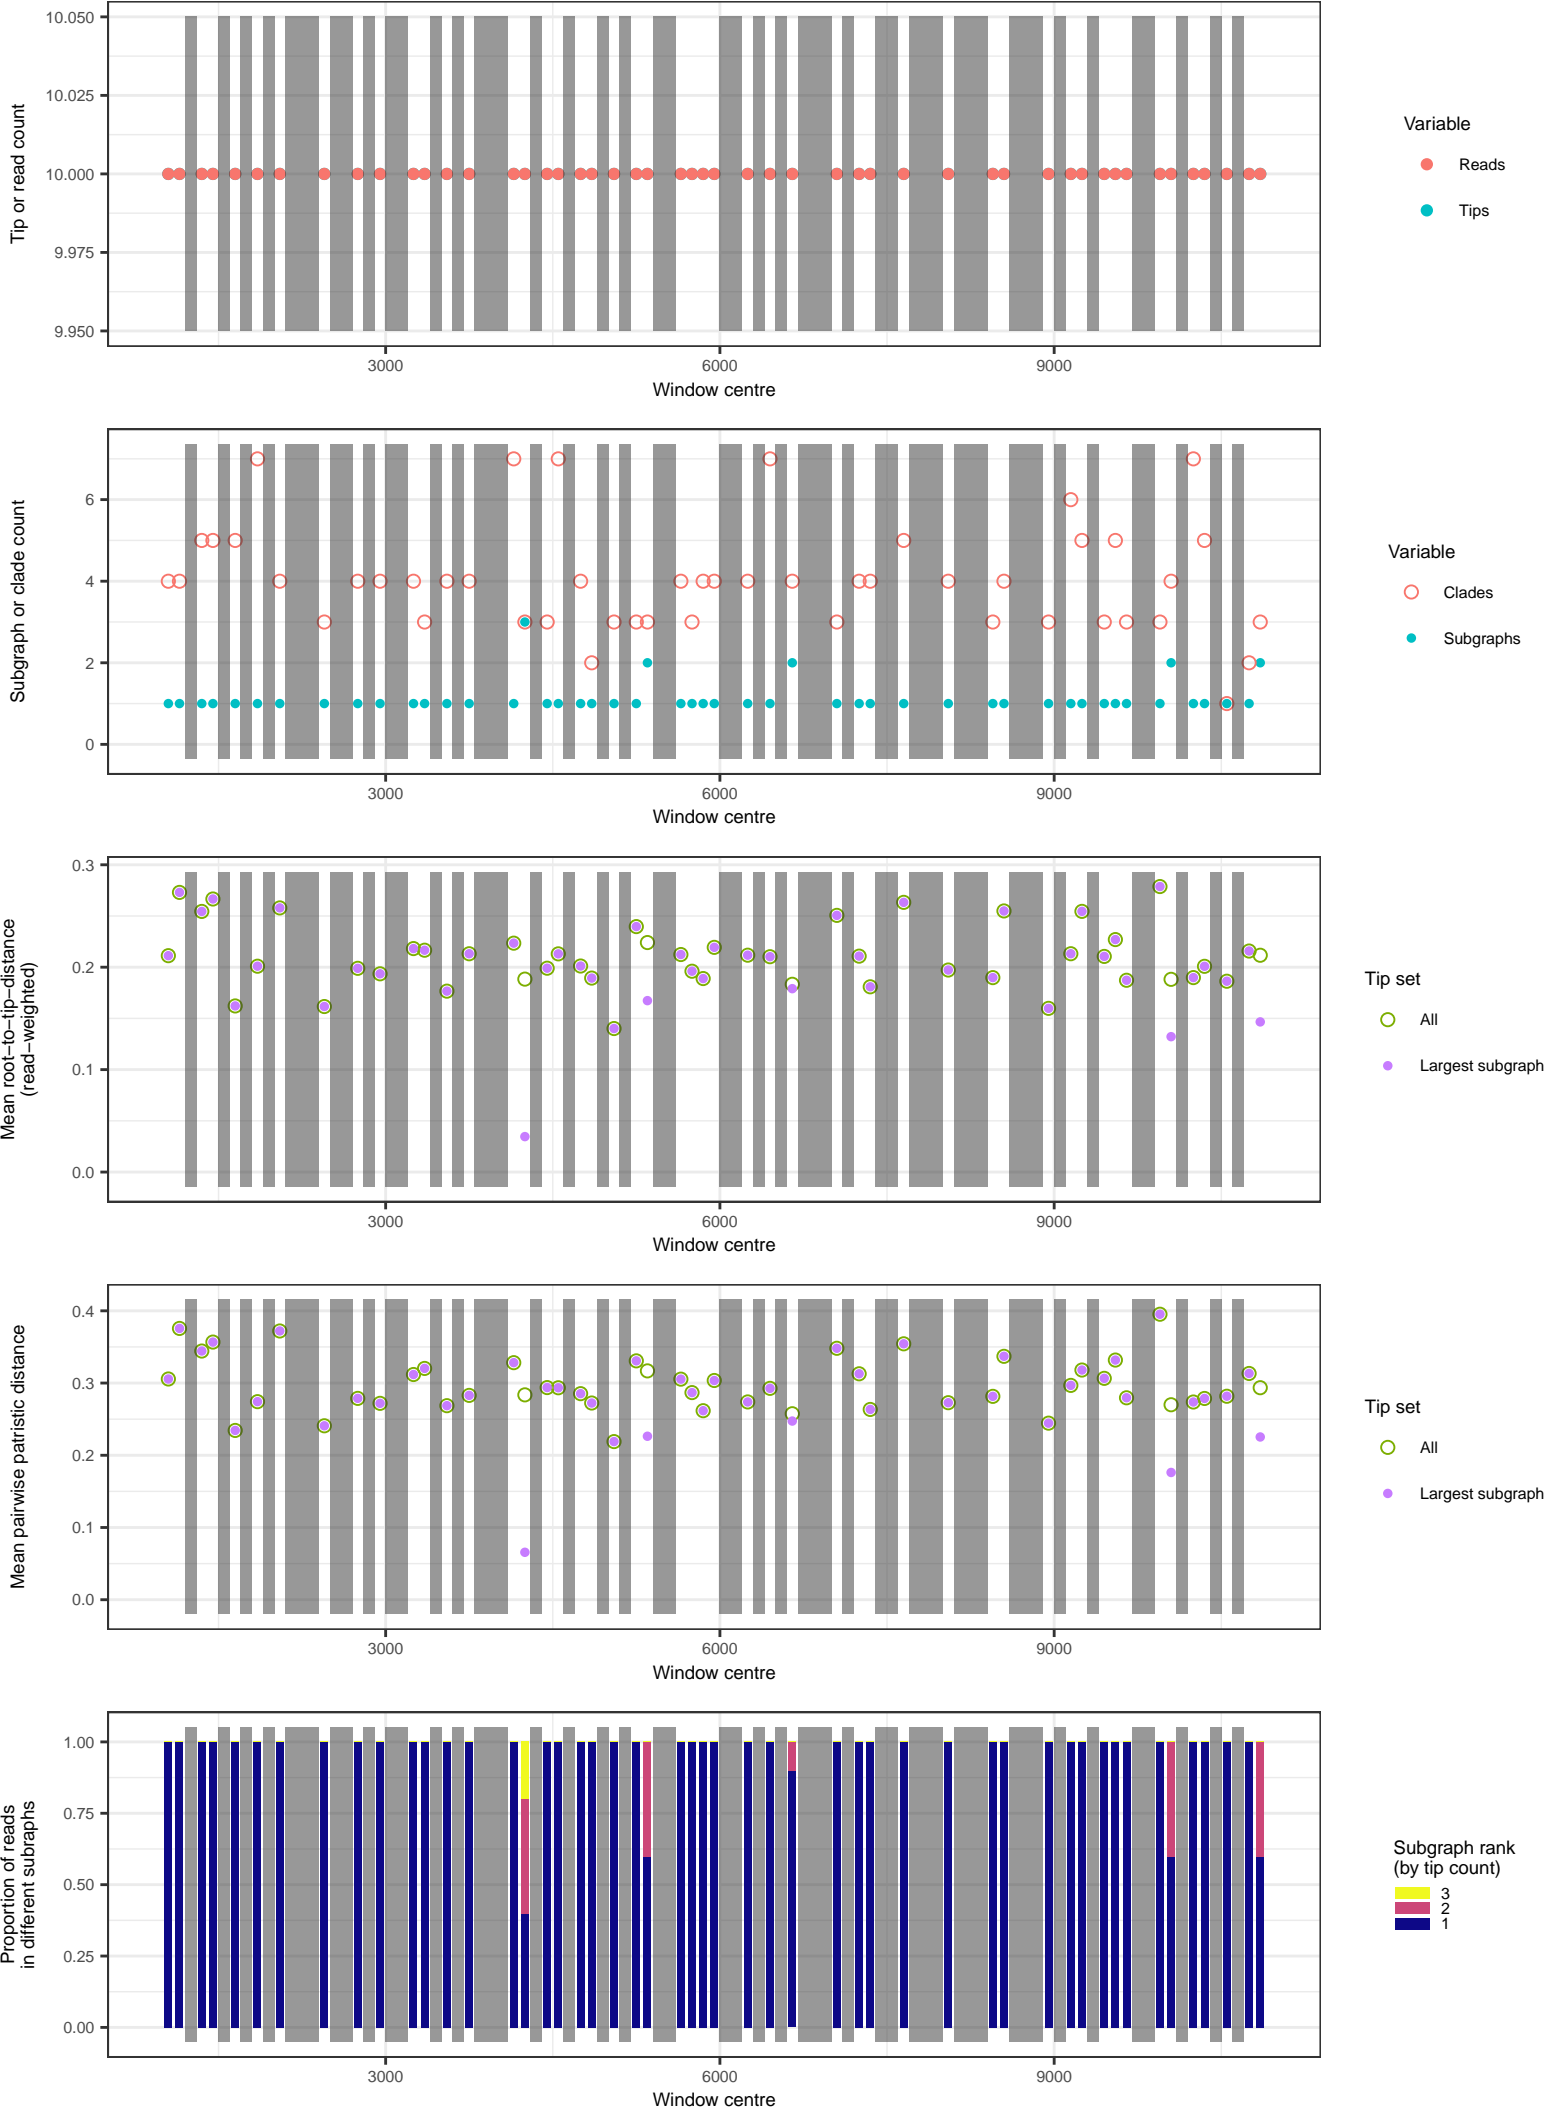 10.050
10.025
10.000
9.975
9.950
Tip or read count
3000 6000 9000
Window centre
Variable
Reads
Tips
6
4
2
0
Subgraph or clade count
3000 6000 9000
Window centre
Variable
Clades
Subgraphs
0.3
0.2
0.1
0.0
Mean root−to−tip−distance
(read−weighted)
3000 6000 9000
Window centre
Tip set
All
Largest subgraph
0.4
0.3
0.2
0.1
0.0
Mean pairwise patristic distance
3000 6000 9000
Window centre
Tip set
All
Largest subgraph
1.00
0.75
0.50
0.25
0.00
Proportion of reads
in different subraphs
3000 6000 9000
Window centre
Subgraph rank
(by tip count)
3
2
1